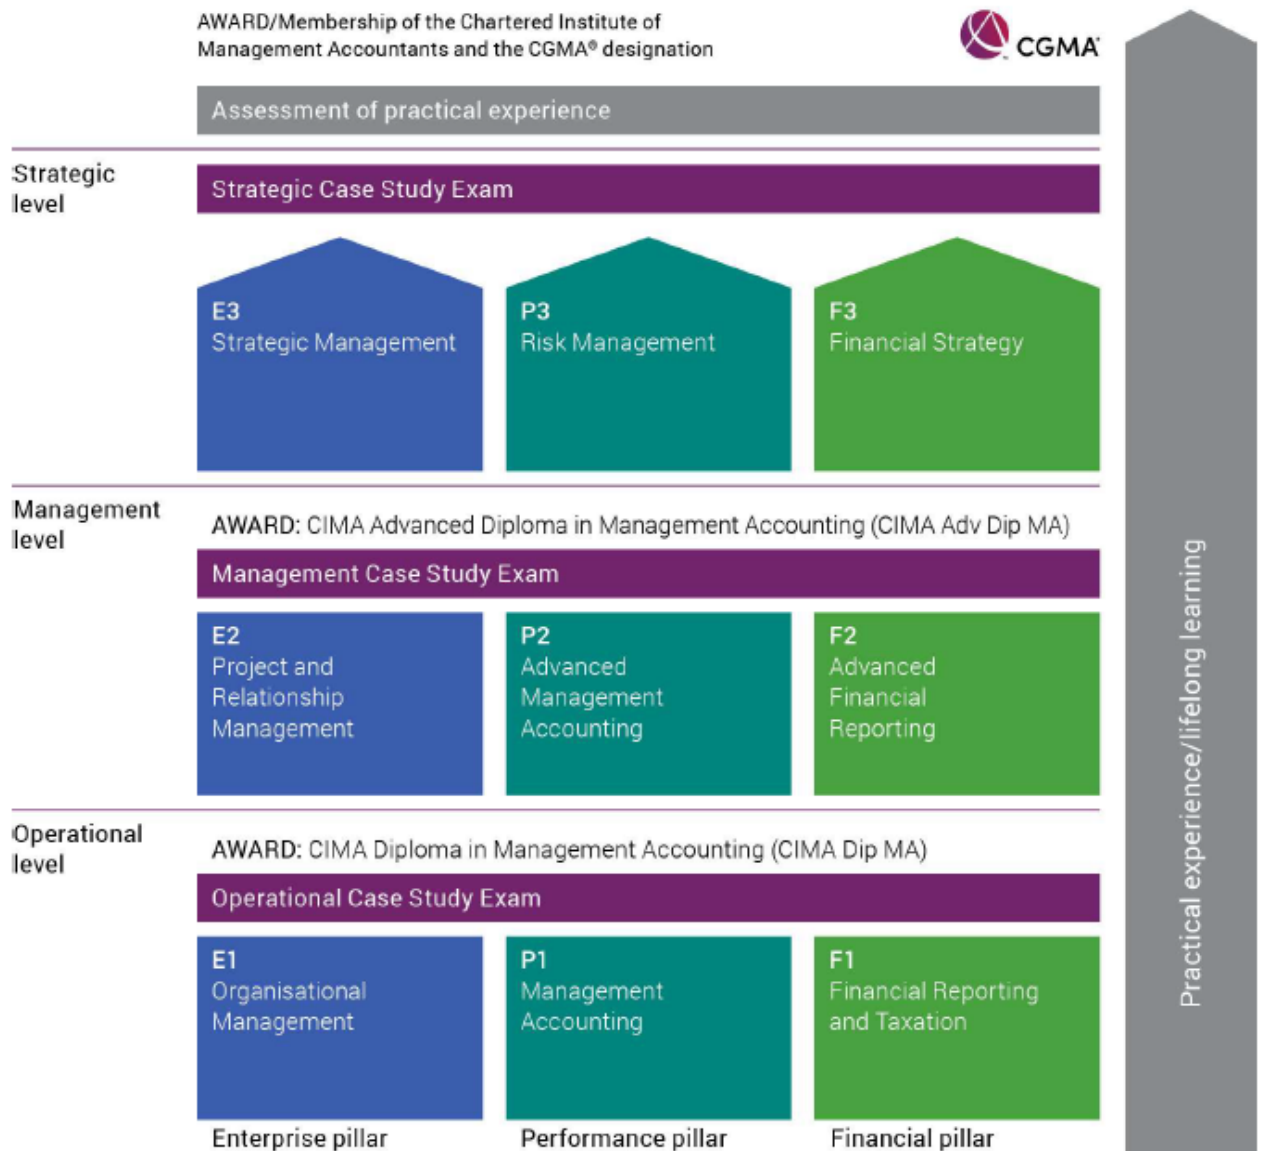 AWARD/Membership of the Chartered Institute of
Management Accountants and the CGMA® designation
CGMA
Assessment of practical experience
Strategic
level
Strategic Case Study Exam
E3
Strategic Management
P3
Risk Management
F3
Financial Strategy
Management
level
AWARD: CIMA Advanced Diploma in Management Accounting (CIMA Adv Dip MA)
Management Case Study Exam
E2
Project and
Relationship
Management
P2
Advanced
Management
Accounting
F2
Advanced
Financial
Reporting
Operational
level
AWARD: CIMA Diploma in Management Accounting (CIMA Dip MA)
Operational Case Study Exam
E1
Organisational
Management
P1
Management
Accounting
F1
Financial Reporting
and Taxation
Enterprise pillar
Performance pillar
Financial pillar
Practical experience/lifelong learning